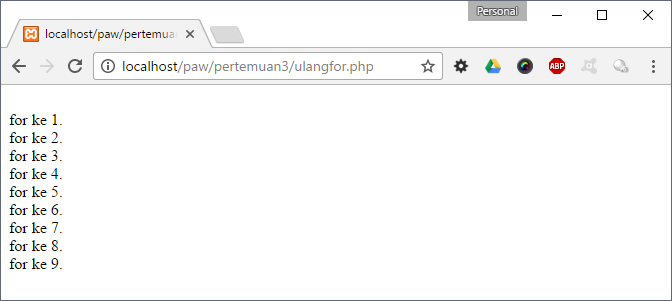 Personal
localhost/paw/pertemua
localhost/paw/pertemuan3/ulangfor.php
ABP
for ke 1.
for ke 2.
for ke 3.
for ke 4.
for ke 5.
for ke 6.
for ke 7.
for ke 8.
for ke 9.